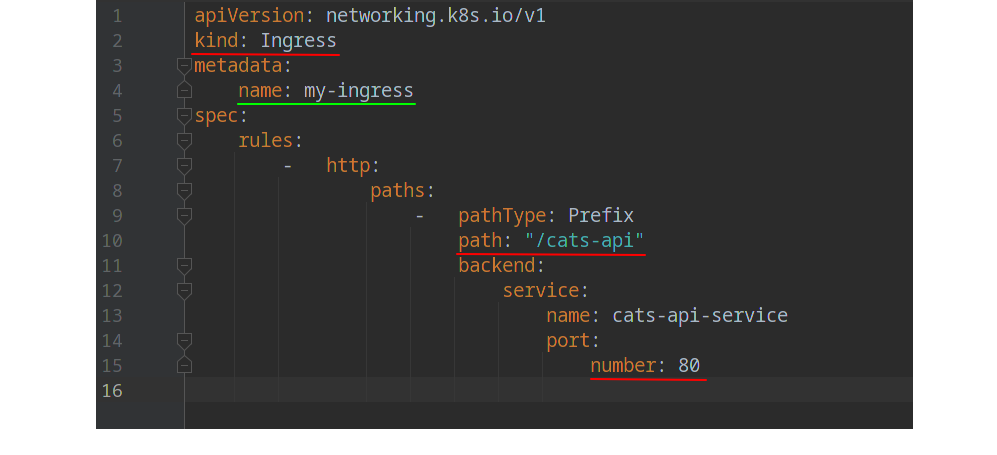 1 apiVersion: networking.k8s.io/v1
2 kind: Ingress
3 metadata:
4 name: my-ingress
5 spec:
6 rules:
7 - http:
8 paths:
9 - pathType: Prefix
10 path: "/cats-api"
11 backend:
12 service:
13 name: cats-api-service
14 port:
15 number: 80
16